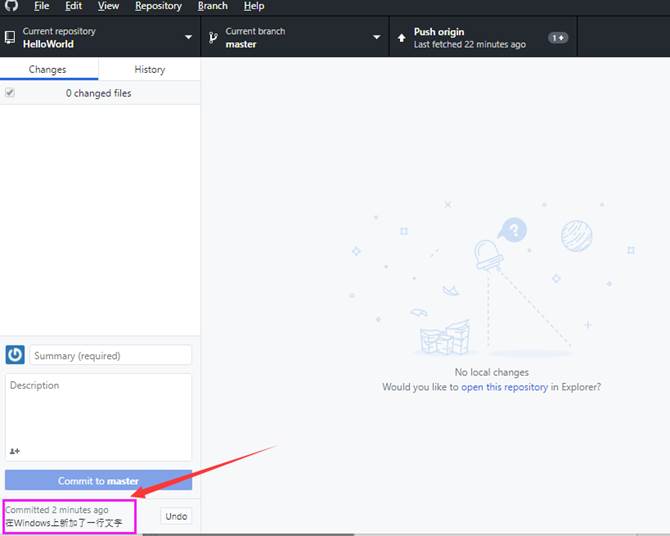 File Edit View Repository Branch Help
Current repository
HelloWorld
Current branch
master
Push origin
Last fetched 22 minutes ago
1
Changes History
0 changed files
?
No local changes
Would you like to open this repository in Explorer?
Summary (required)
Description
Commit to master
Committed 2 minutes ago
在Windows上新加了一行文字
Undo